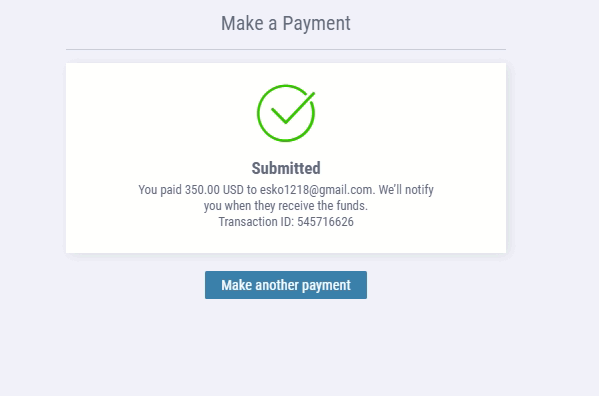 Make a Payment
Submitted
You paid 350.00 USD to esko1218@gmail.com. We'll notify
you when they receive the funds.
Transaction ID: 545716626
Make another payment